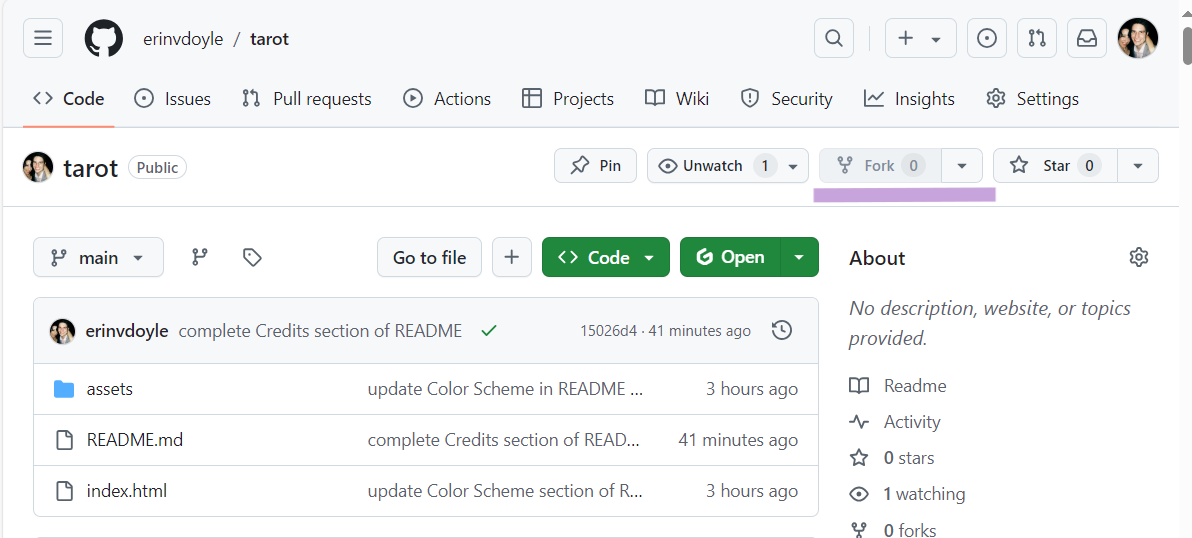 erinvdoyle / tarot
Code Issues Pull requests Actions Projects Wiki Security Insights Settings
tarot Public Pin Unwatch 1 Fork 0 Star 0
main Go to file Code Open
About
No description, website, or topics
provided.
erinvdoyle complete Credits section of README 15026d4 · 41 minutes ago
assets update Color Scheme in README ... 3 hours ago
README.md complete Credits section of READ... 41 minutes ago
index.html update Color Scheme section of R... 3 hours ago
Readme
Activity
0 stars
1 watching
0 forks